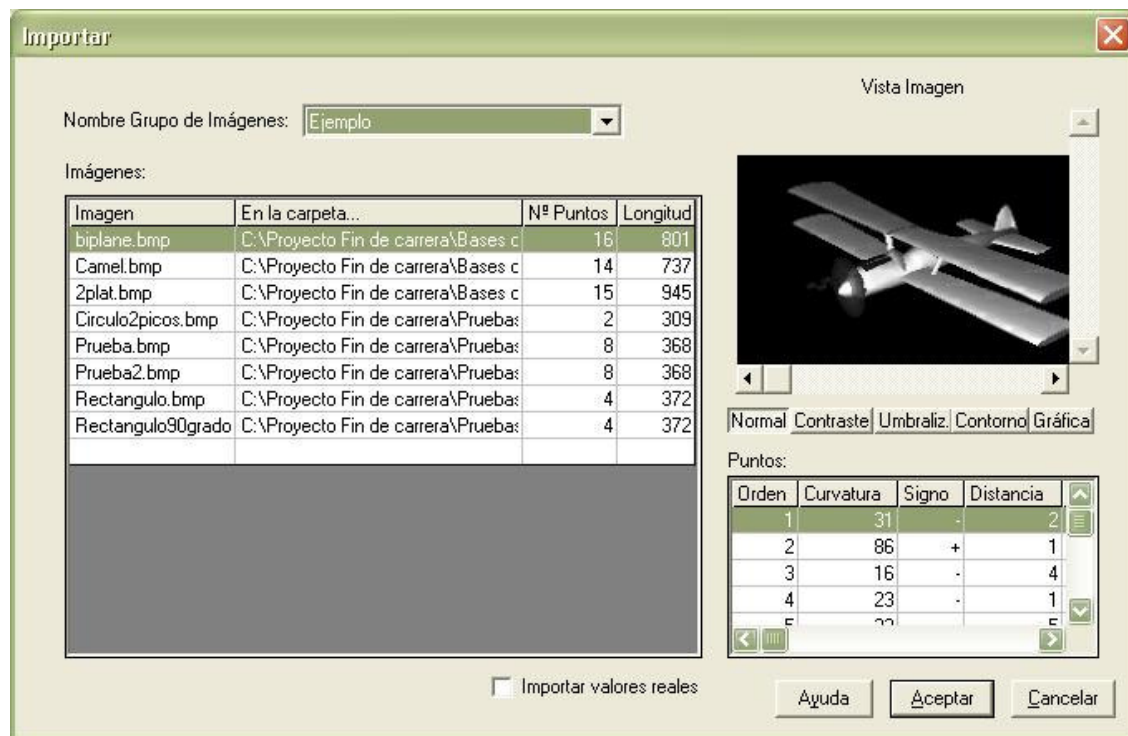 Importar
Nombre Grupo de Imágenes: Ejemplo
Imágenes:
Imagen En la carpeta... Nº Puntos Longitud
biplane.bmp C:\Proyecto Fin de carrera\Bases c 16 801
Camel.bmp C:\Proyecto Fin de carrera\Bases c 14 737
2plat.bmp C:\Proyecto Fin de carrera\Bases c 15 945
Circulo2picos.bmp C:\Proyecto Fin de carrera\Pruebas 2 309
Prueba.bmp C:\Proyecto Fin de carrera\Pruebas 8 368
Prueba2.bmp C:\Proyecto Fin de carrera\Pruebas 8 368
Rectangulo.bmp C:\Proyecto Fin de carrera\Pruebas 4 372
Rectangulo90grado C:\Proyecto Fin de carrera\Pruebas 4 372
Importar valores reales
Vista Imagen
Normal Contraste Umbraliz. Contorno Gráfica
Puntos:
Orden Curvatura Signo Distancia
1 31 - 2
2 86 + 1
3 16 - 4
4 23 - 1
Ayuda Aceptar Cancelar